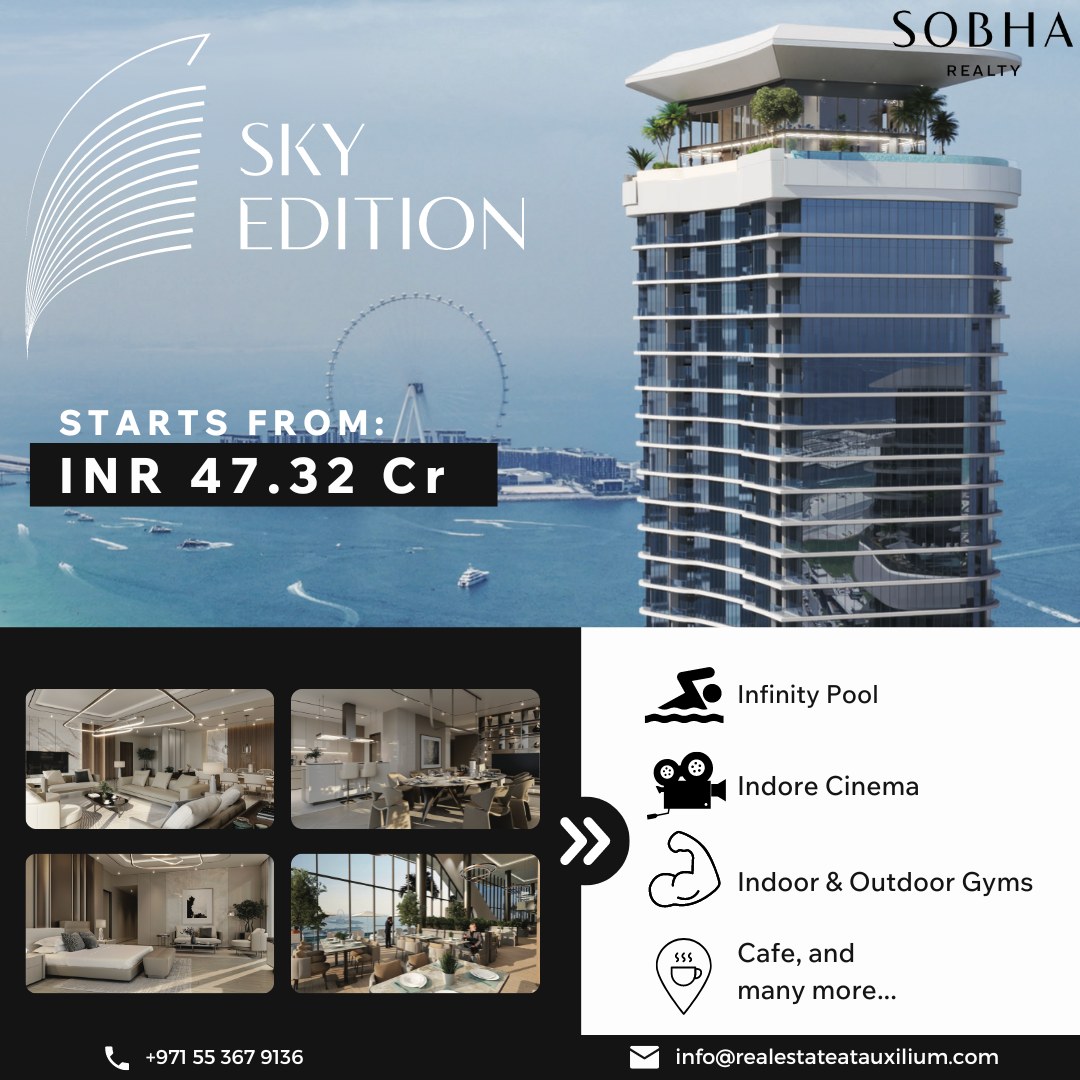 SOBHA
REALTY
SKY
EDITION
STARTS FROM:
INR 47.32 Cr
Infinity Pool
Indore Cinema
Indoor & Outdoor Gyms
Cafe, and
many more...
+971 55 367 9136
info@realestateatauxilium.com